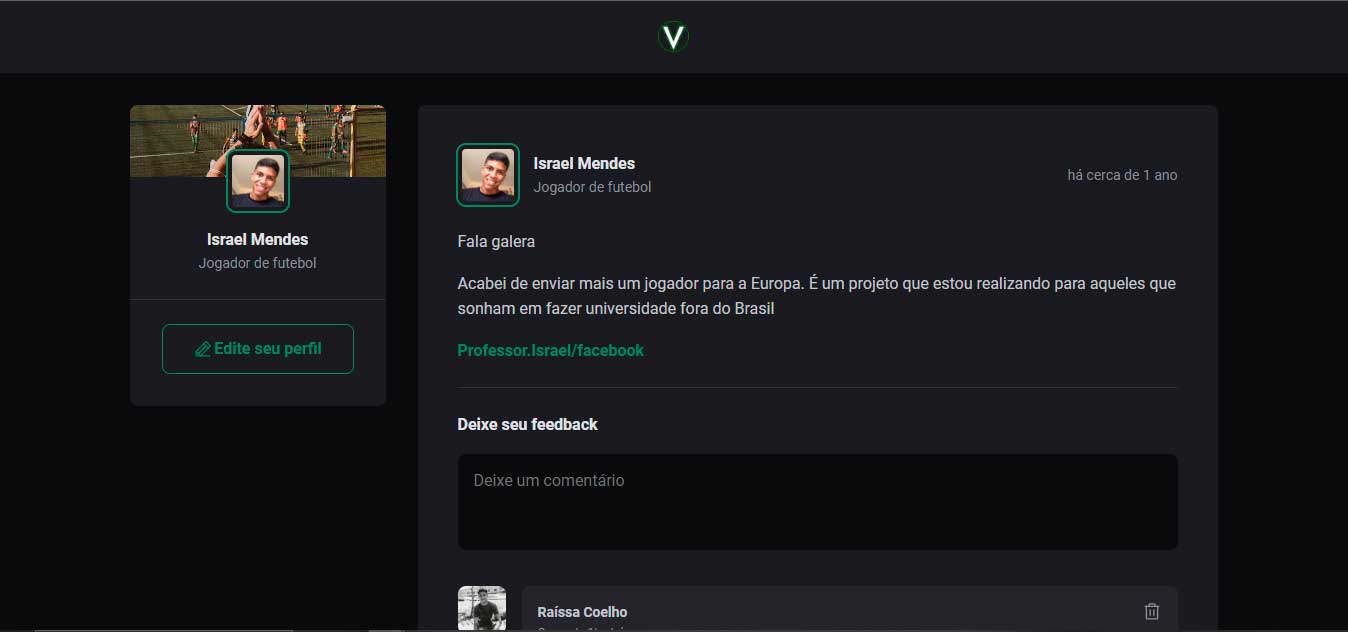 V
Israel Mendes
Jogador de futebol
Edite seu perfil
Israel Mendes
Jogador de futebol
há cerca de 1 ano
Fala galera
Acabei de enviar mais um jogador para a Europa. É um projeto que estou realizando para aqueles que
sonham em fazer universidade fora do Brasil
Professor.Israel/facebook
Deixe seu feedback
Deixe um comentário
Raíssa Coelho